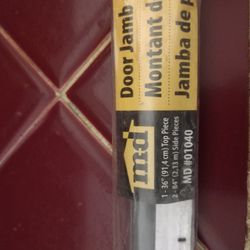 Door Jamb
Montant d
Jamba de p
m·d
1 - 36" (91,4 cm) Top Piece
2 - 84" (2,13 m) Side Pieces
MD #01040